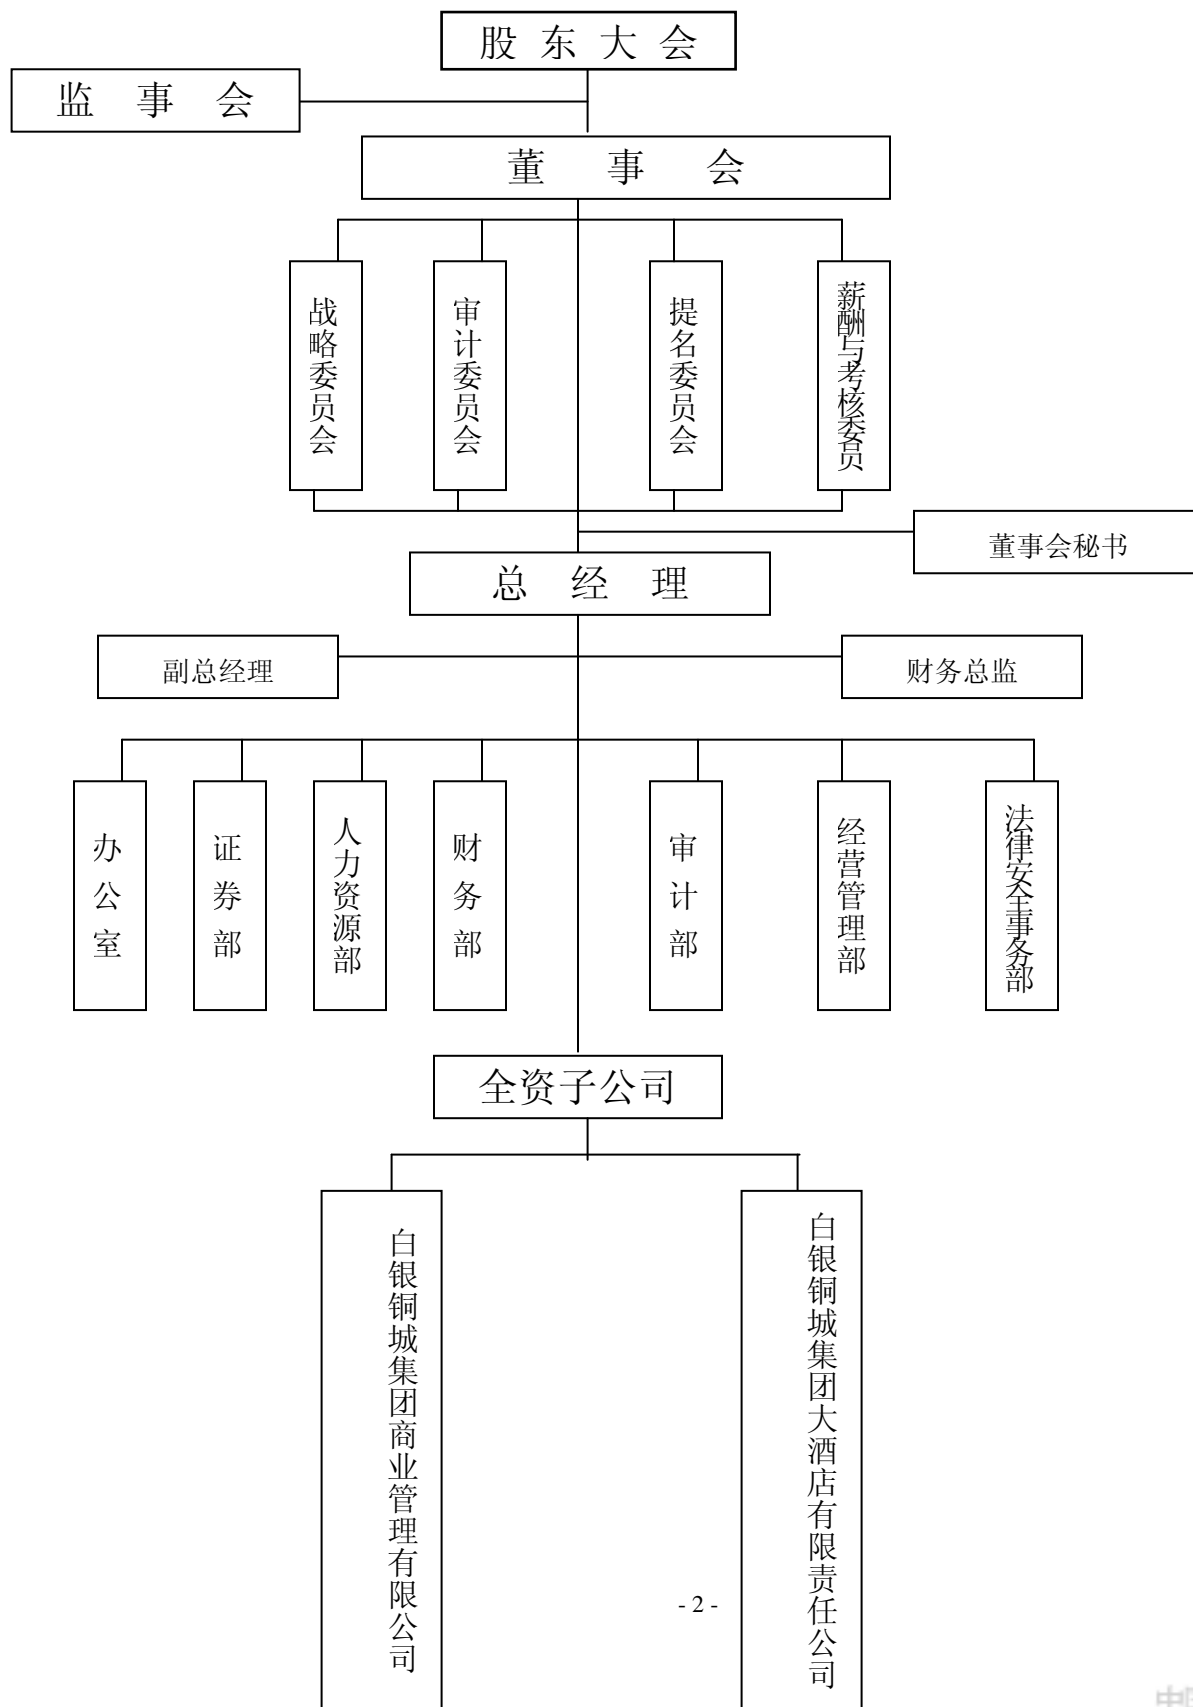 股 东 大 会
监 事 会
董 事 会
战略委员会
审计委员会
提名委员会
薪酬与考核委员
董事会秘书
总 经 理
副总经理
财务总监
办公室
证券部
人力资源部
财务部
审计部
经营管理部
法律安全事务部
全资子公司
白银铜城集团商业管理有限公司
白银铜城集团大酒店有限责任公司
- 2 -